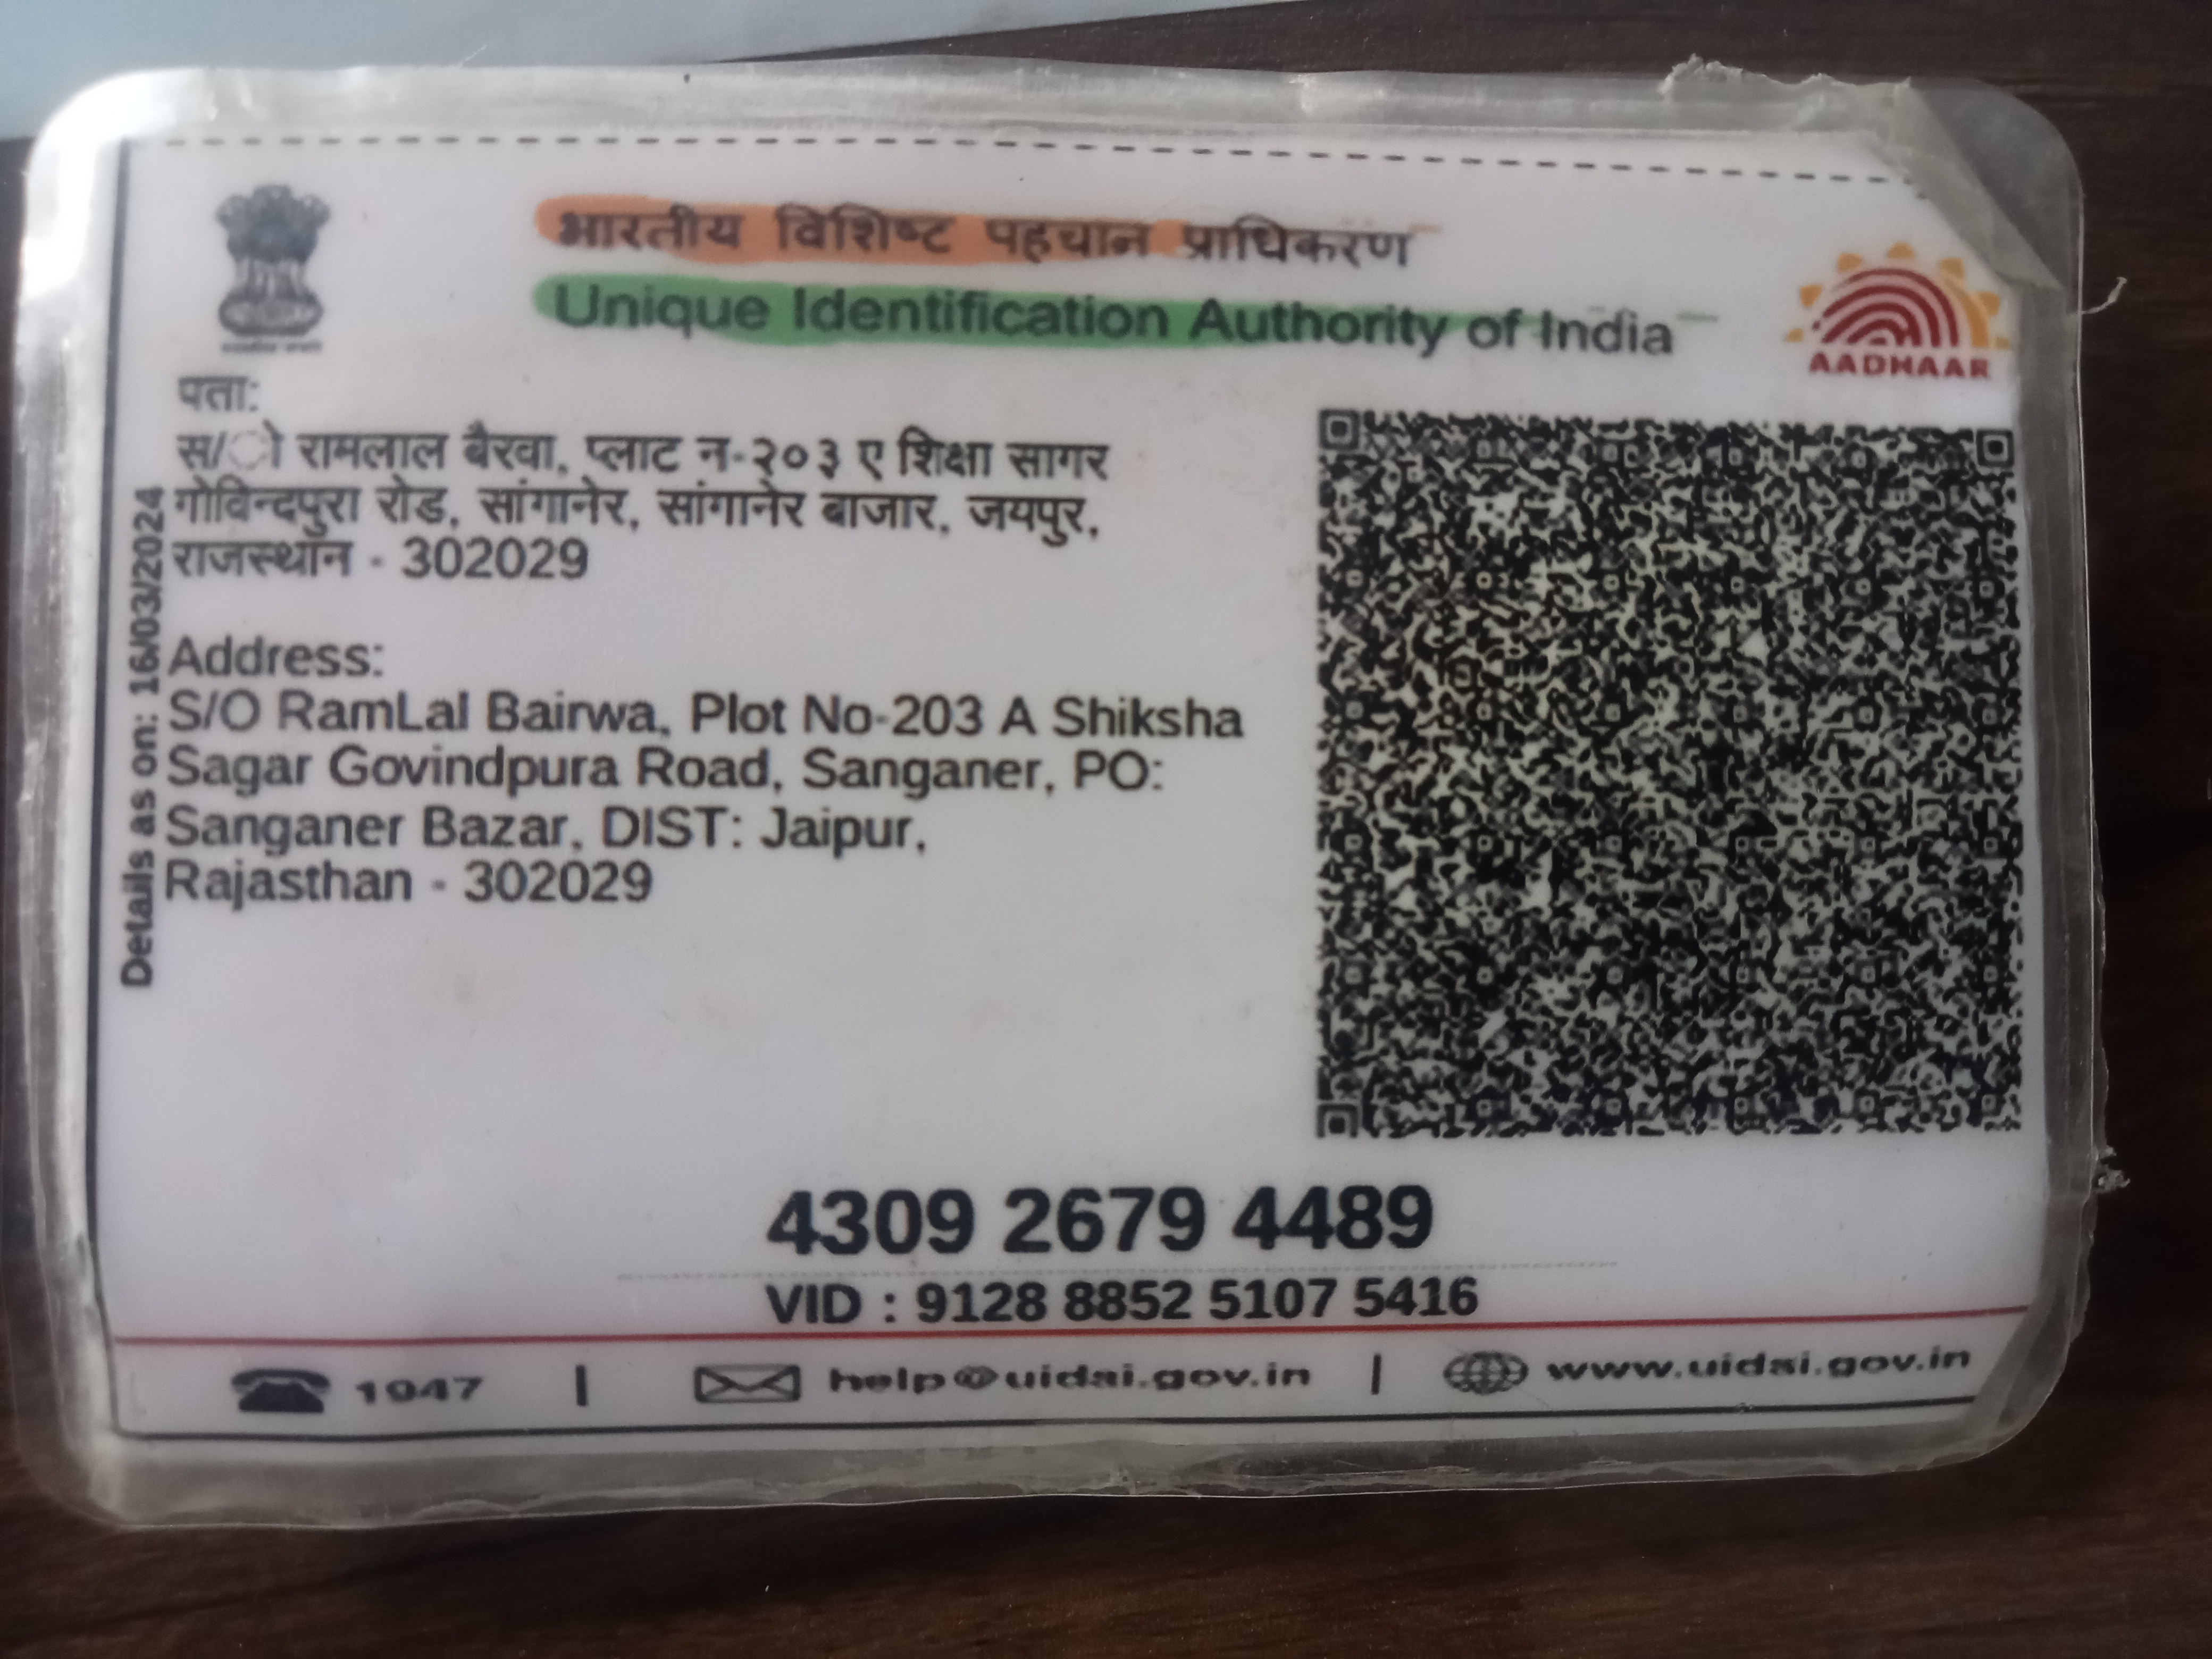 भारतीय विशिष्ट पहचान प्राधिकरण
Unique Identification Authority of India
AADHAAR
पता:
स/ो रामलाल बैरवा, प्लाट न-२०३ ए शिक्षा सागर
गोविन्दपुरा रोड, सांगानेर, सांगानेर बाजार, जयपुर,
राजस्थान - 302029
Address:
S/O RamLal Bairwa, Plot No-203 A Shiksha
Sagar Govindpura Road, Sanganer, PO:
Sanganer Bazar, DIST: Jaipur,
Rajasthan - 302029
Details as on: 16/03/2024
4309 2679 4489
VID : 9128 8852 5107 5416
1947 | help@uidai.gov.in | www.uidai.gov.in